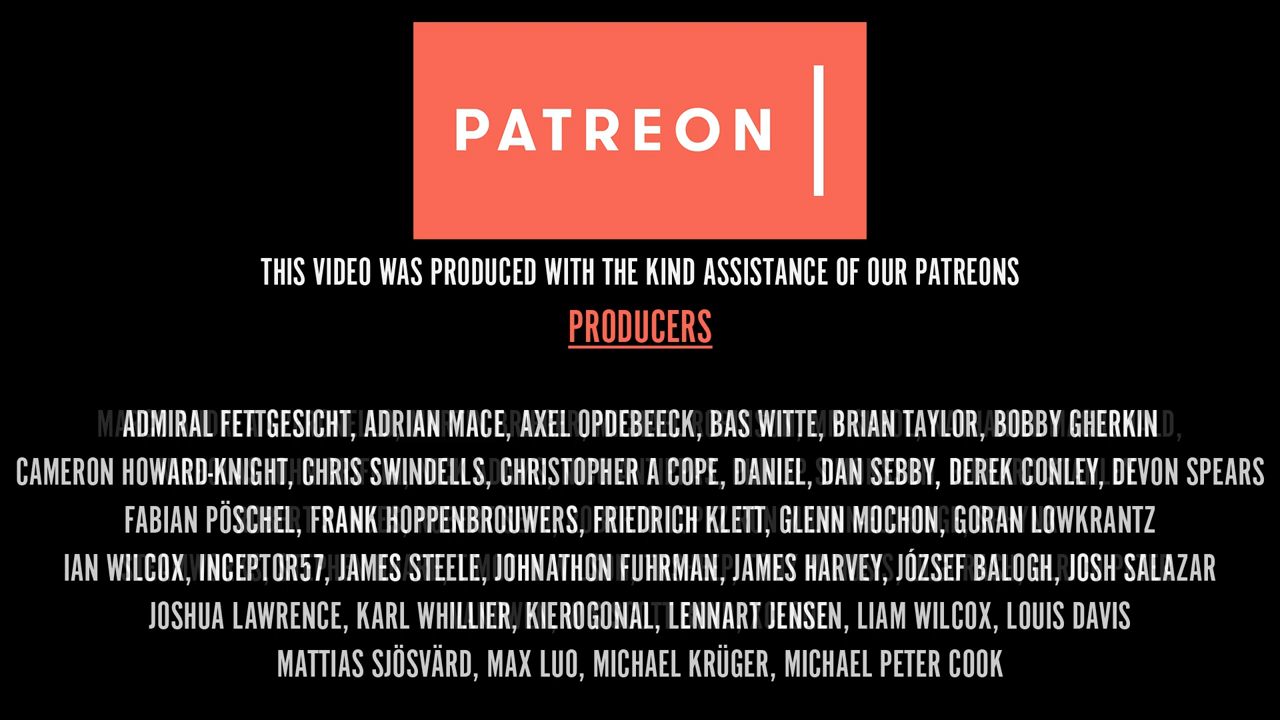 PATREON
THIS VIDEO WAS PRODUCED WITH THE KIND ASSISTANCE OF OUR PATREONS
PRODUCERS
ADMIRAL FETTGESICHT, ADRIAN MACE, AXEL OPDEBEECK, BAS WITTE, BRIAN TAYLOR, BOBBY GHERKIN
CAMERON HOWARD-KNIGHT, CHRIS SWINDELLS, CHRISTOPHER A COPE, DANIEL, DAN SEBBY, DEREK CONLEY, DEVON SPEARS
FABIAN PÖSCHEL, FRANK HOPPENBROUWERS, FRIEDRICH KLETT, GLENN MOCHON, GORAN LOWKRANTZ
IAN WILCOX, INCEPTOR57, JAMES STEELE, JOHNATHON FUHRMAN, JAMES HARVEY, JÓZSEF BALOGH, JOSH SALAZAR
JOSHUA LAWRENCE, KARL WHILLIER, KIEROGONAL, LENNART JENSEN, LIAM WILCOX, LOUIS DAVIS
MATTIAS SJÖSVÄRD, MAX LUO, MICHAEL KRÜGER, MICHAEL PETER COOK